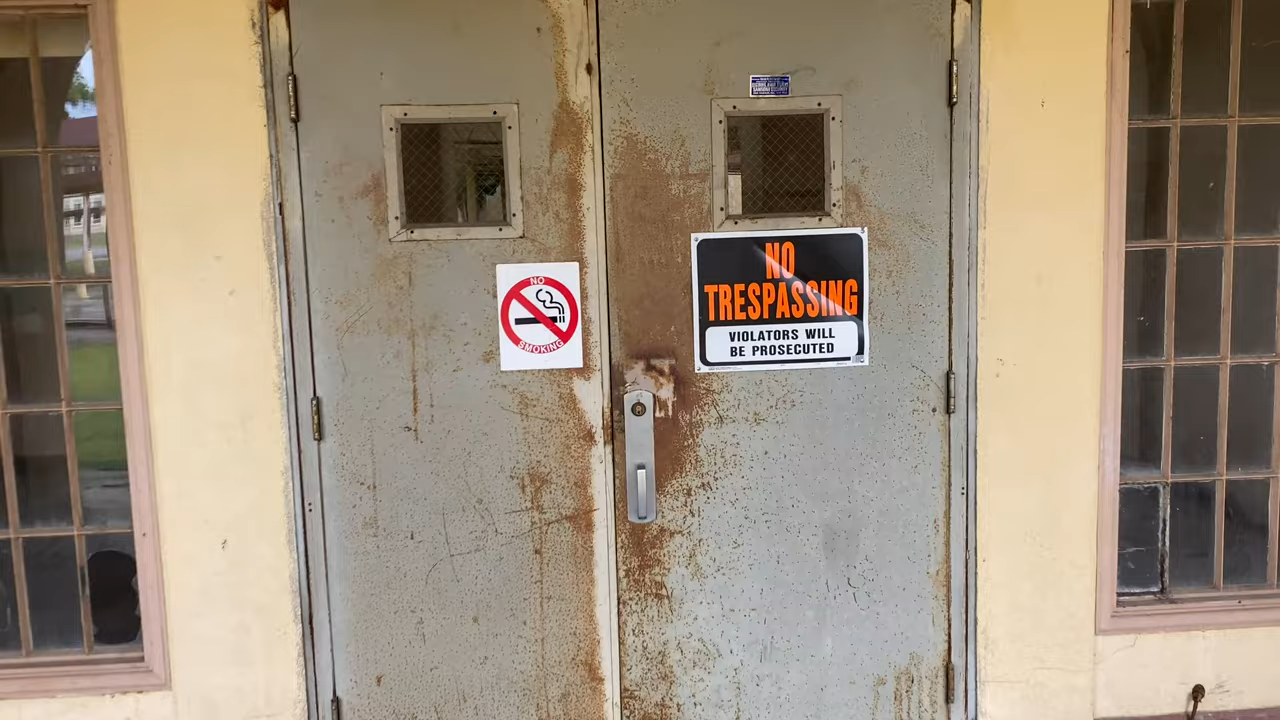 NO
SMOKING
NO
TRESPASSING
VIOLATORS WILL
BE PROSECUTED